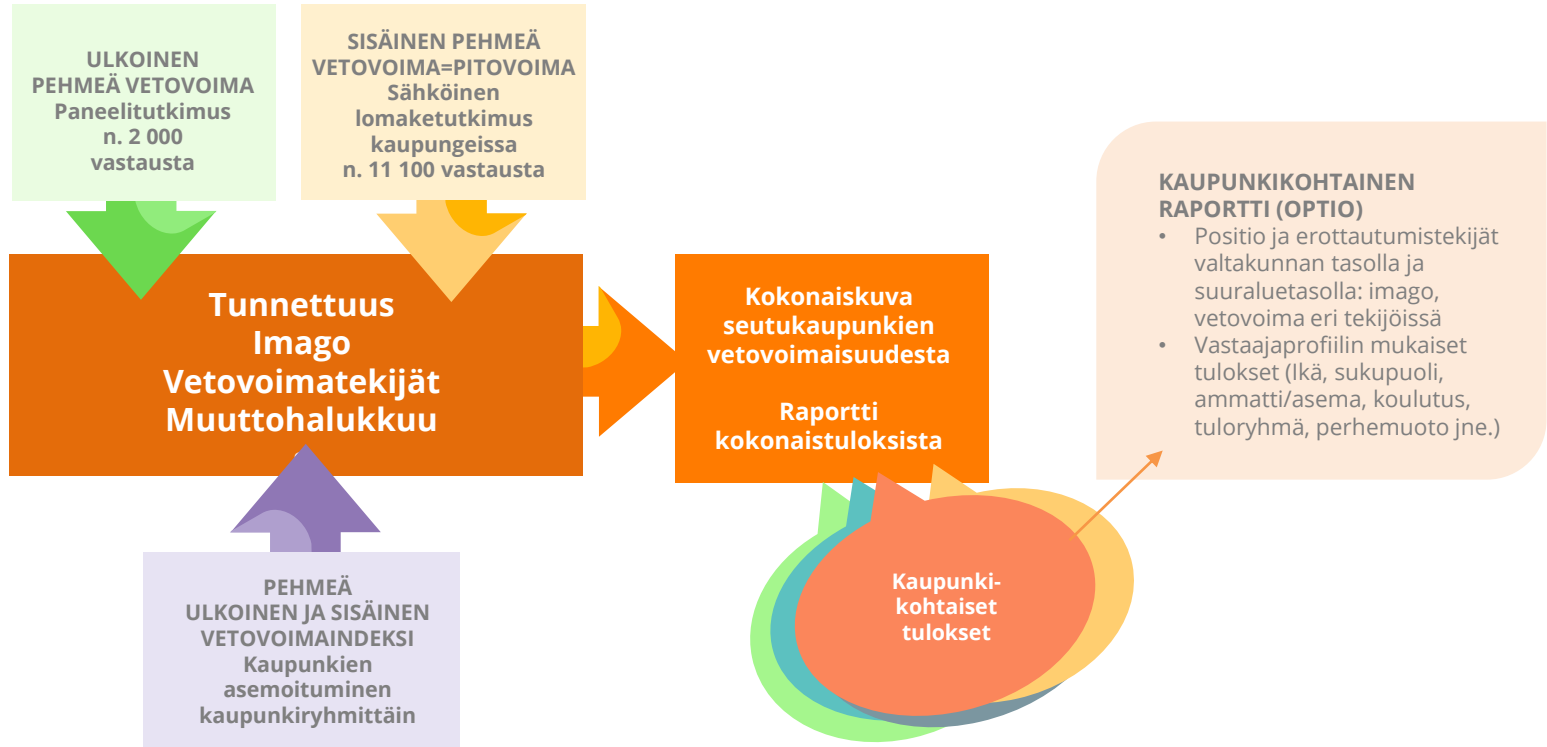 ULKOINEN
PEHMEÄ VETOVOIMA
Paneelitutkimus
n. 2 000
vastausta
SISÄINEN PEHMEÄ
VETOVOIMA=PITOVOIMA
Sähköinen
lomaketutkimus
kaupungeissa
n. 11 100 vastausta
Tunnettuus
Imago
Vetovoimatekijät
Muuttohalukkuu
PEHMEÄ
ULKOINEN JA SISÄINEN
VETOVOIMAINDEKSI
Kaupunkien
asemoituminen
kaupunkiryhmittäin
Kokonaiskuva
seutukaupunkien
vetovoimaisuudesta
Raportti
kokonaistuloksista
Kaupunki-
kohtaiset
tulokset
KAUPUNKIKOHTAINEN
RAPORTTI (OPTIO)
• Positio ja erottautumistekijät
valtakunnan tasolla ja
suuraluetasolla: imago,
vetovoima eri tekijöissä
• Vastaajaprofiilin mukaiset
tulokset (Ikä, sukupuoli,
ammatti/asema, koulutus,
tuloryhmä, perhemuoto jne.)